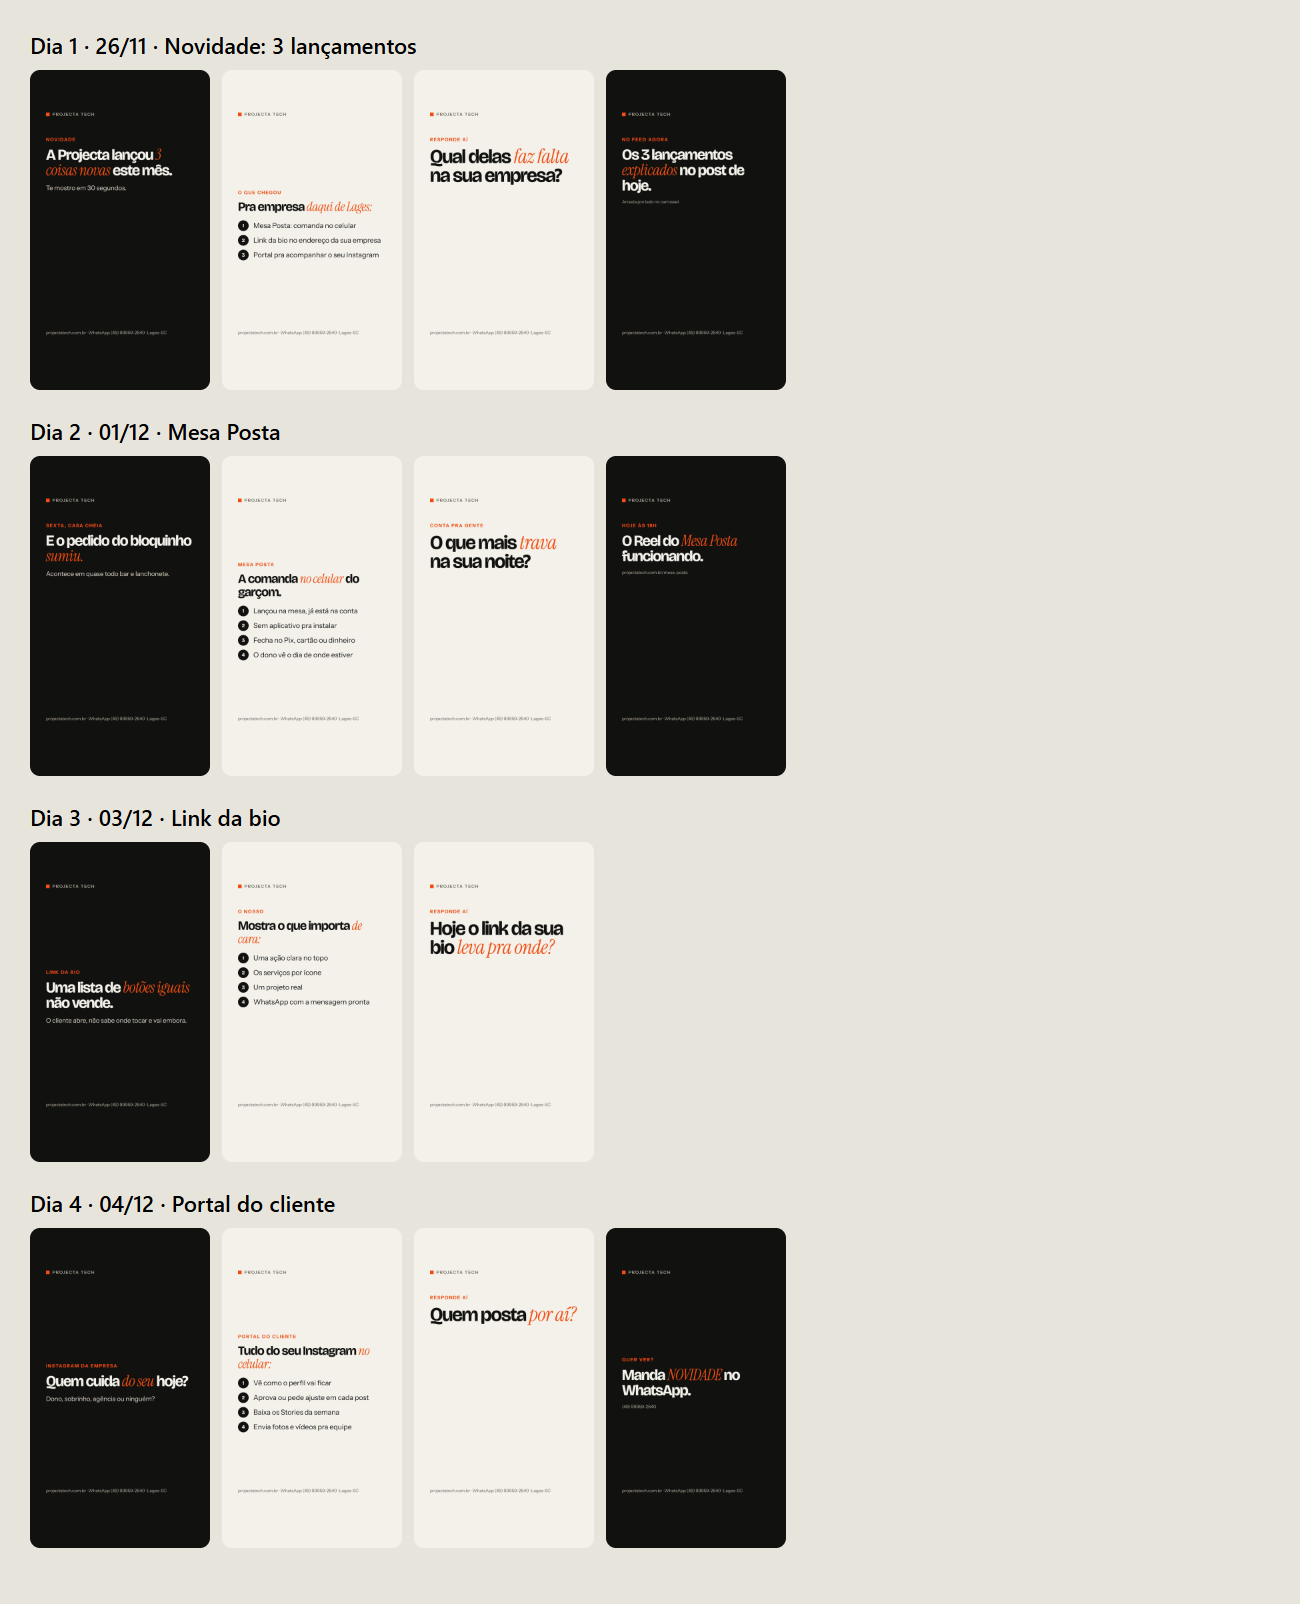 Dia 1 · 26/11 · Novidade: 3 lançamentos
PROJECTA TECH
NOVIDADE
A Projecta lançou 3
coisas novas este mês.
Te mostro em 30 segundos.
PROJECTA TECH
O QUE CHEGOU
Pra empresa daqui de Lages:
1 Mesa Posta: comanda no celular
2 Link da bio no endereço da sua empresa
3 Portal pra acompanhar o seu Instagram
PROJECTA TECH
RESPONDE AÍ
Qual delas faz falta
na sua empresa?
PROJECTA TECH
NO FEED AGORA
Os 3 lançamentos
explicados no post de
hoje.
Dia 2 · 01/12 · Mesa Posta
PROJECTA TECH
SEXTA, CASA CHEIA
E o pedido do bloquinho
sumiu.
Acontece em quase todo bar e lanchonete.
PROJECTA TECH
MESA POSTA
A comanda no celular do
garçom.
1 Lançou na mesa, já está na conta
2 Sem aplicativo pra instalar
3 Fecha no Pix, cartão ou dinheiro
4 O dono vê o dia de onde estiver
PROJECTA TECH
CONTA PRA GENTE
O que mais trava
na sua noite?
PROJECTA TECH
HOJE ÀS 18H
O Reel do Mesa Posta
funcionando.
Dia 3 · 03/12 · Link da bio
PROJECTA TECH
LINK DA BIO
Uma lista de botões iguais
não vende.
O cliente abre, não sabe onde tocar e vai embora.
PROJECTA TECH
O NOSSO
Mostra o que importa de
cara:
1 Uma ação clara no topo
2 Os serviços por ícone
3 Um projeto real
4 WhatsApp com a mensagem pronta
PROJECTA TECH
RESPONDE AÍ
Hoje o link da sua
bio leva pra onde?
Dia 4 · 04/12 · Portal do cliente
PROJECTA TECH
INSTAGRAM DA EMPRESA
Quem cuida do seu hoje?
Dono, sobrinho, agência ou ninguém?
PROJECTA TECH
PORTAL DO CLIENTE
Tudo do seu Instagram no
celular:
1 Vê como o perfil vai ficar
2 Aprova ou pede ajuste em cada post
3 Baixa os Stories da semana
4 Envia fotos e vídeos pra equipe
PROJECTA TECH
RESPONDE AÍ
Quem posta por aí?
PROJECTA TECH
QUER VER?
Manda NOVIDADE no
WhatsApp.